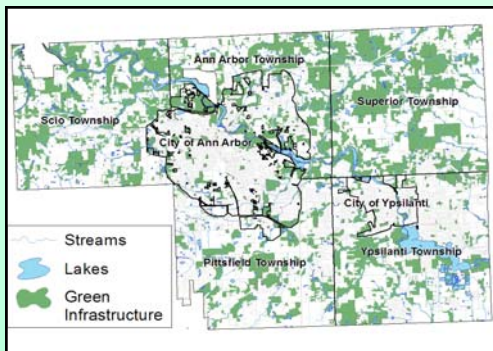 Ann Arbor Township
Superior Township
Scio Township
City of Ann Arbor
City of Ypsilanti
Pittsfield Township
Ypsilanti Township
Streams
Lakes
Green
Infrastructure